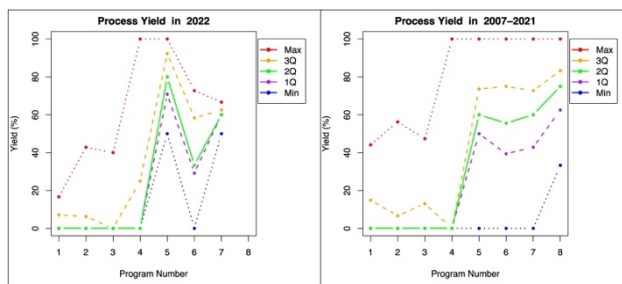 Process Yield in 2022
100
80
60
40
20
0
Yield (%)
1 2 3 4 5 6 7 8
Program Number
Max
3Q
2Q
1Q
Min
Process Yield in 2007–2021
100
80
60
40
20
0
Yield (%)
1 2 3 4 5 6 7 8
Program Number
Max
3Q
2Q
1Q
Min